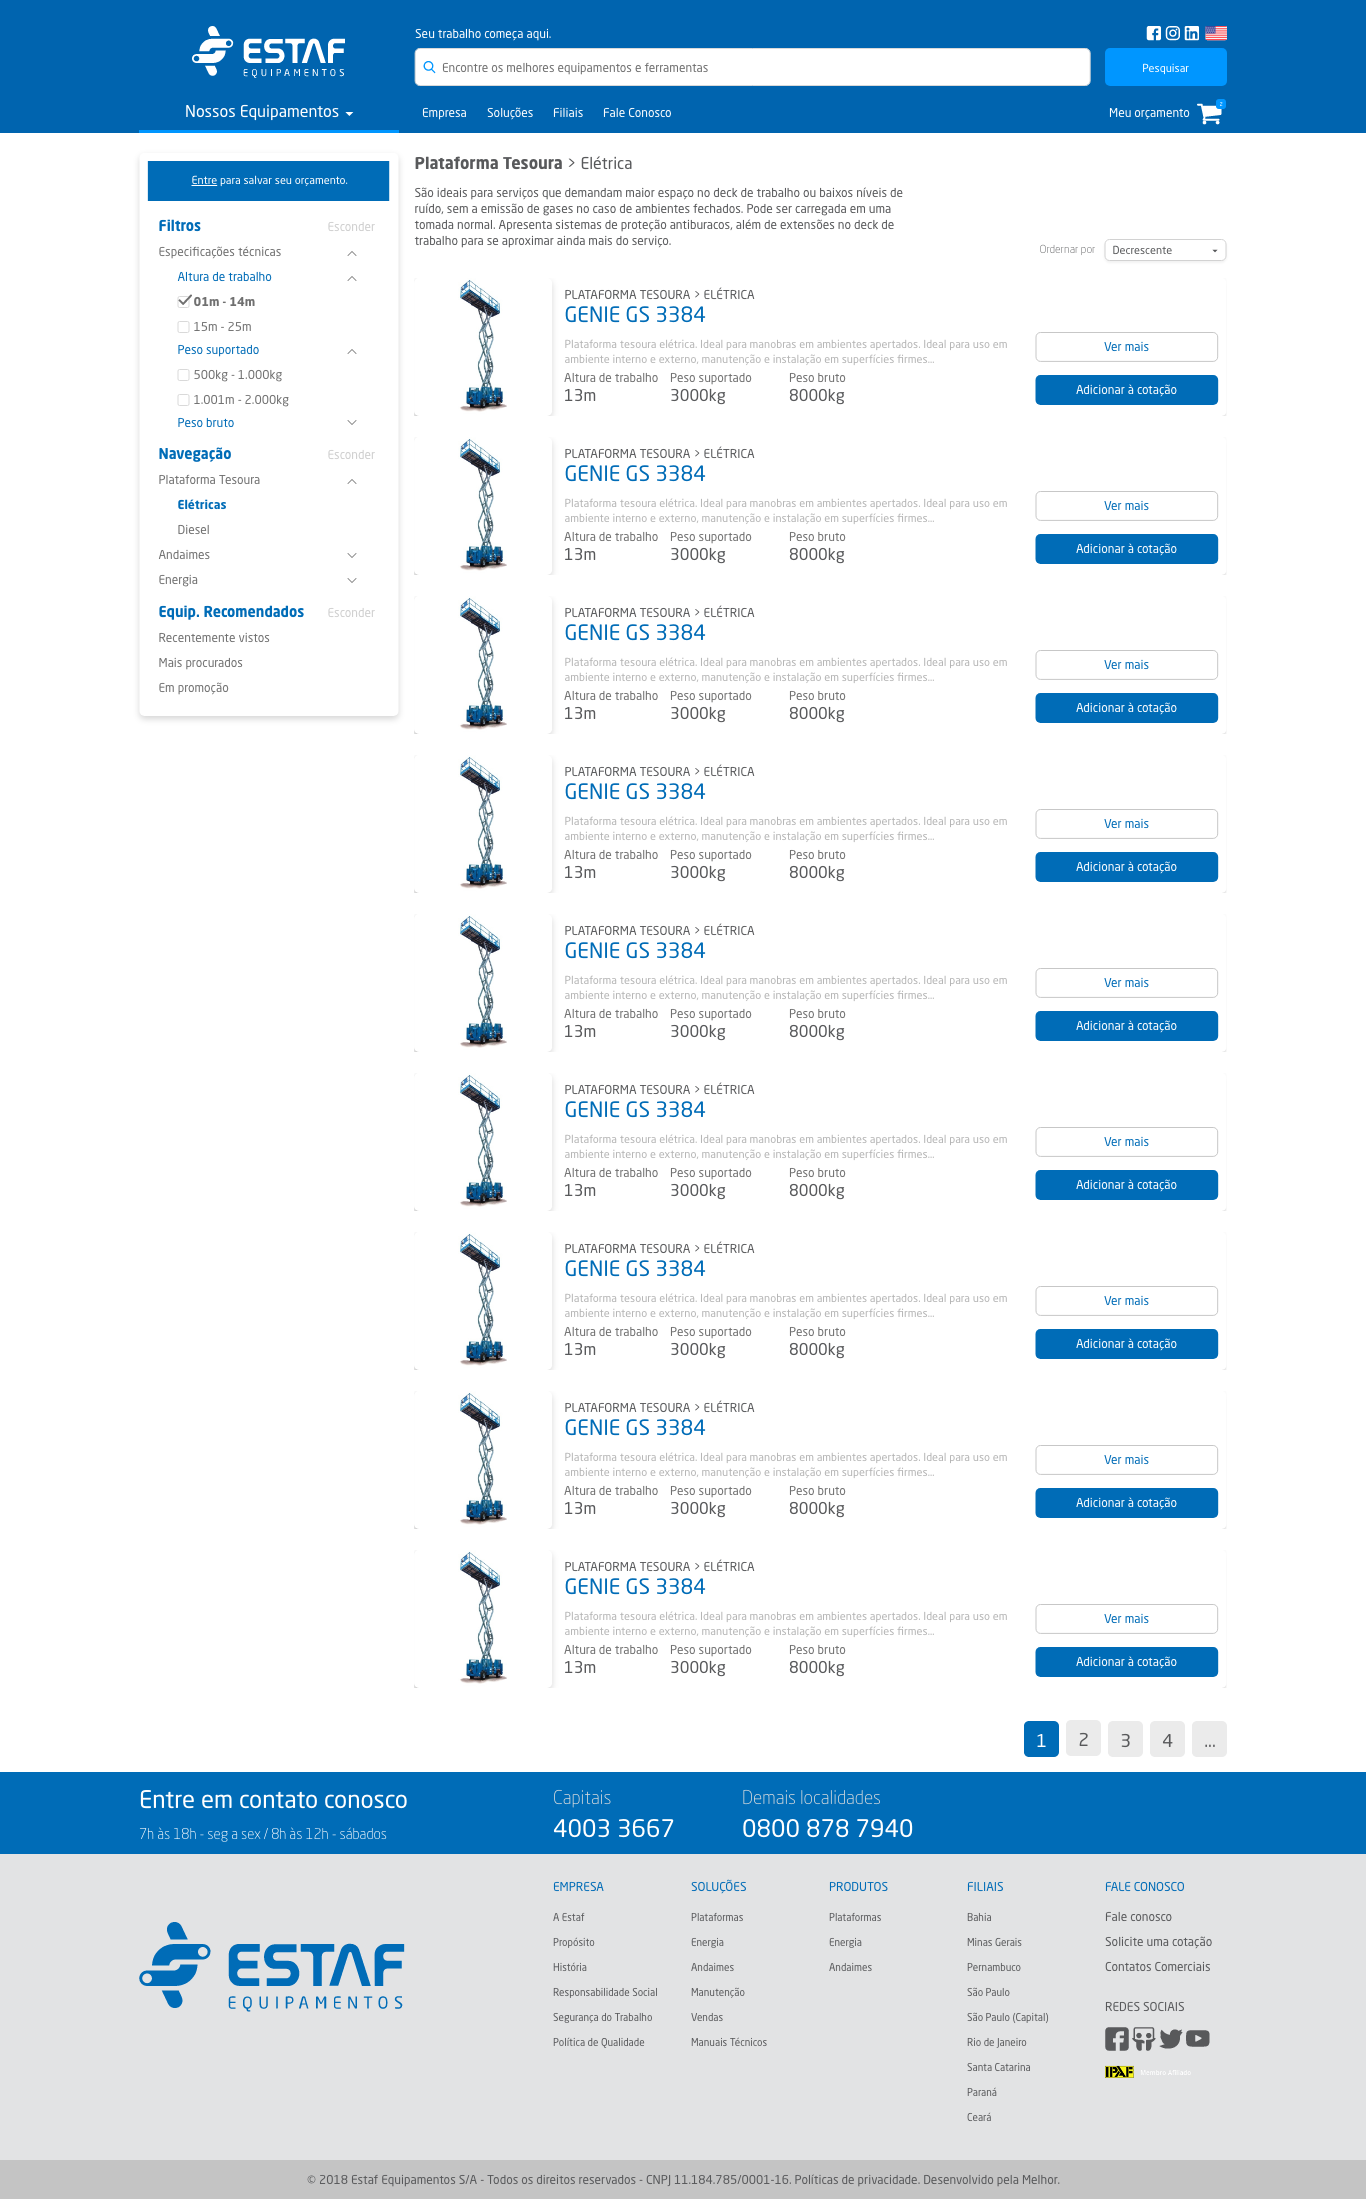 ESTAF
EQUIPAMENTOS
Seu trabalho começa aqui.
Encontre os melhores equipamentos e ferramentas
Pesquisar
Nossos Equipamentos
Empresa Soluções Filiais Fale Conosco
Meu orçamento
2
Entre para salvar seu orçamento.
Filtros Esconder
Especificações técnicas
Altura de trabalho
01m - 14m
15m - 25m
Peso suportado
500kg - 1.000kg
1.001m - 2.000kg
Peso bruto
Navegação Esconder
Plataforma Tesoura
Elétricas
Diesel
Andaimes
Energia
Equip. Recomendados Esconder
Recentemente vistos
Mais procurados
Em promoção
Plataforma Tesoura > Elétrica
São ideais para serviços que demandam maior espaço no deck de trabalho ou baixos níveis de
ruído, sem a emissão de gases no caso de ambientes fechados. Pode ser carregada em uma
tomada normal. Apresenta sistemas de proteção antiburacos, além de extensões no deck de
trabalho para se aproximar ainda mais do serviço.
Ordernar por Decrescente
PLATAFORMA TESOURA > ELÉTRICA
GENIE GS 3384
Plataforma tesoura elétrica. Ideal para manobras em ambientes apertados. Ideal para uso em
ambiente interno e externo, manutenção e instalação em superfícies firmes...
Altura de trabalho Peso suportado Peso bruto
13m 3000kg 8000kg
Ver mais
Adicionar à cotação
PLATAFORMA TESOURA > ELÉTRICA
GENIE GS 3384
Plataforma tesoura elétrica. Ideal para manobras em ambientes apertados. Ideal para uso em
ambiente interno e externo, manutenção e instalação em superfícies firmes...
Altura de trabalho Peso suportado Peso bruto
13m 3000kg 8000kg
Ver mais
Adicionar à cotação
PLATAFORMA TESOURA > ELÉTRICA
GENIE GS 3384
Plataforma tesoura elétrica. Ideal para manobras em ambientes apertados. Ideal para uso em
ambiente interno e externo, manutenção e instalação em superfícies firmes...
Altura de trabalho Peso suportado Peso bruto
13m 3000kg 8000kg
Ver mais
Adicionar à cotação
PLATAFORMA TESOURA > ELÉTRICA
GENIE GS 3384
Plataforma tesoura elétrica. Ideal para manobras em ambientes apertados. Ideal para uso em
ambiente interno e externo, manutenção e instalação em superfícies firmes...
Altura de trabalho Peso suportado Peso bruto
13m 3000kg 8000kg
Ver mais
Adicionar à cotação
PLATAFORMA TESOURA > ELÉTRICA
GENIE GS 3384
Plataforma tesoura elétrica. Ideal para manobras em ambientes apertados. Ideal para uso em
ambiente interno e externo, manutenção e instalação em superfícies firmes...
Altura de trabalho Peso suportado Peso bruto
13m 3000kg 8000kg
Ver mais
Adicionar à cotação
PLATAFORMA TESOURA > ELÉTRICA
GENIE GS 3384
Plataforma tesoura elétrica. Ideal para manobras em ambientes apertados. Ideal para uso em
ambiente interno e externo, manutenção e instalação em superfícies firmes...
Altura de trabalho Peso suportado Peso bruto
13m 3000kg 8000kg
Ver mais
Adicionar à cotação
PLATAFORMA TESOURA > ELÉTRICA
GENIE GS 3384
Plataforma tesoura elétrica. Ideal para manobras em ambientes apertados. Ideal para uso em
ambiente interno e externo, manutenção e instalação em superfícies firmes...
Altura de trabalho Peso suportado Peso bruto
13m 3000kg 8000kg
Ver mais
Adicionar à cotação
PLATAFORMA TESOURA > ELÉTRICA
GENIE GS 3384
Plataforma tesoura elétrica. Ideal para manobras em ambientes apertados. Ideal para uso em
ambiente interno e externo, manutenção e instalação em superfícies firmes...
Altura de trabalho Peso suportado Peso bruto
13m 3000kg 8000kg
Ver mais
Adicionar à cotação
PLATAFORMA TESOURA > ELÉTRICA
GENIE GS 3384
Plataforma tesoura elétrica. Ideal para manobras em ambientes apertados. Ideal para uso em
ambiente interno e externo, manutenção e instalação em superfícies firmes...
Altura de trabalho Peso suportado Peso bruto
13m 3000kg 8000kg
Ver mais
Adicionar à cotação
1 2 3 4 ...
Entre em contato conosco
7h às 18h - seg a sex / 8h às 12h - sábados
Capitais
4003 3667
Demais localidades
0800 878 7940
ESTAF
EQUIPAMENTOS
EMPRESA
A Estaf
Propósito
História
Responsabilidade Social
Segurança do Trabalho
Política de Qualidade
SOLUÇÕES
Plataformas
Energia
Andaimes
Manutenção
Vendas
Manuais Técnicos
PRODUTOS
Plataformas
Energia
Andaimes
FILIAIS
Bahia
Minas Gerais
Pernambuco
São Paulo
São Paulo (Capital)
Rio de Janeiro
Santa Catarina
Paraná
Ceará
FALE CONOSCO
Fale conosco
Solicite uma cotação
Contatos Comerciais
REDES SOCIAIS
IPAF Membro Afiliado
© 2018 Estaf Equipamentos S/A - Todos os direitos reservados - CNPJ 11.184.785/0001-16. Políticas de privacidade. Desenvolvido pela Melhor.